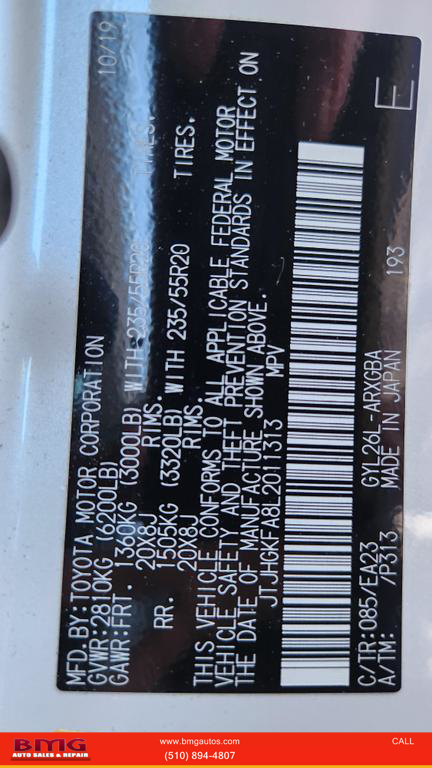 MFD.BY:TOYOTA MOTOR CORPORATION 10/19
GVWR:2810KG (6200LB)
GAWR:FRT. 1360KG (3000LB) WITH 235/55R20 TIRES.
20X8J RIMS.
RR. 1505KG (3320LB) WITH 235/55R20 TIRES.
20X8J RIMS.
THIS VEHICLE CONFORMS TO ALL APPLICABLE FEDERAL MOTOR
VEHICLE SAFETY AND THEFT PREVENTION STANDARDS IN EFFECT ON
THE DATE OF MANUFACTURE SHOWN ABOVE.
JTJHGKFA8L2011313 MPV
C/TR:085/EA23 GYL26L-ARXGBA 193
A/TM: /P313 MADE IN JAPAN
E
BMG
AUTO SALES & REPAIR
www.bmgautos.com
(510) 894-4807
CALL